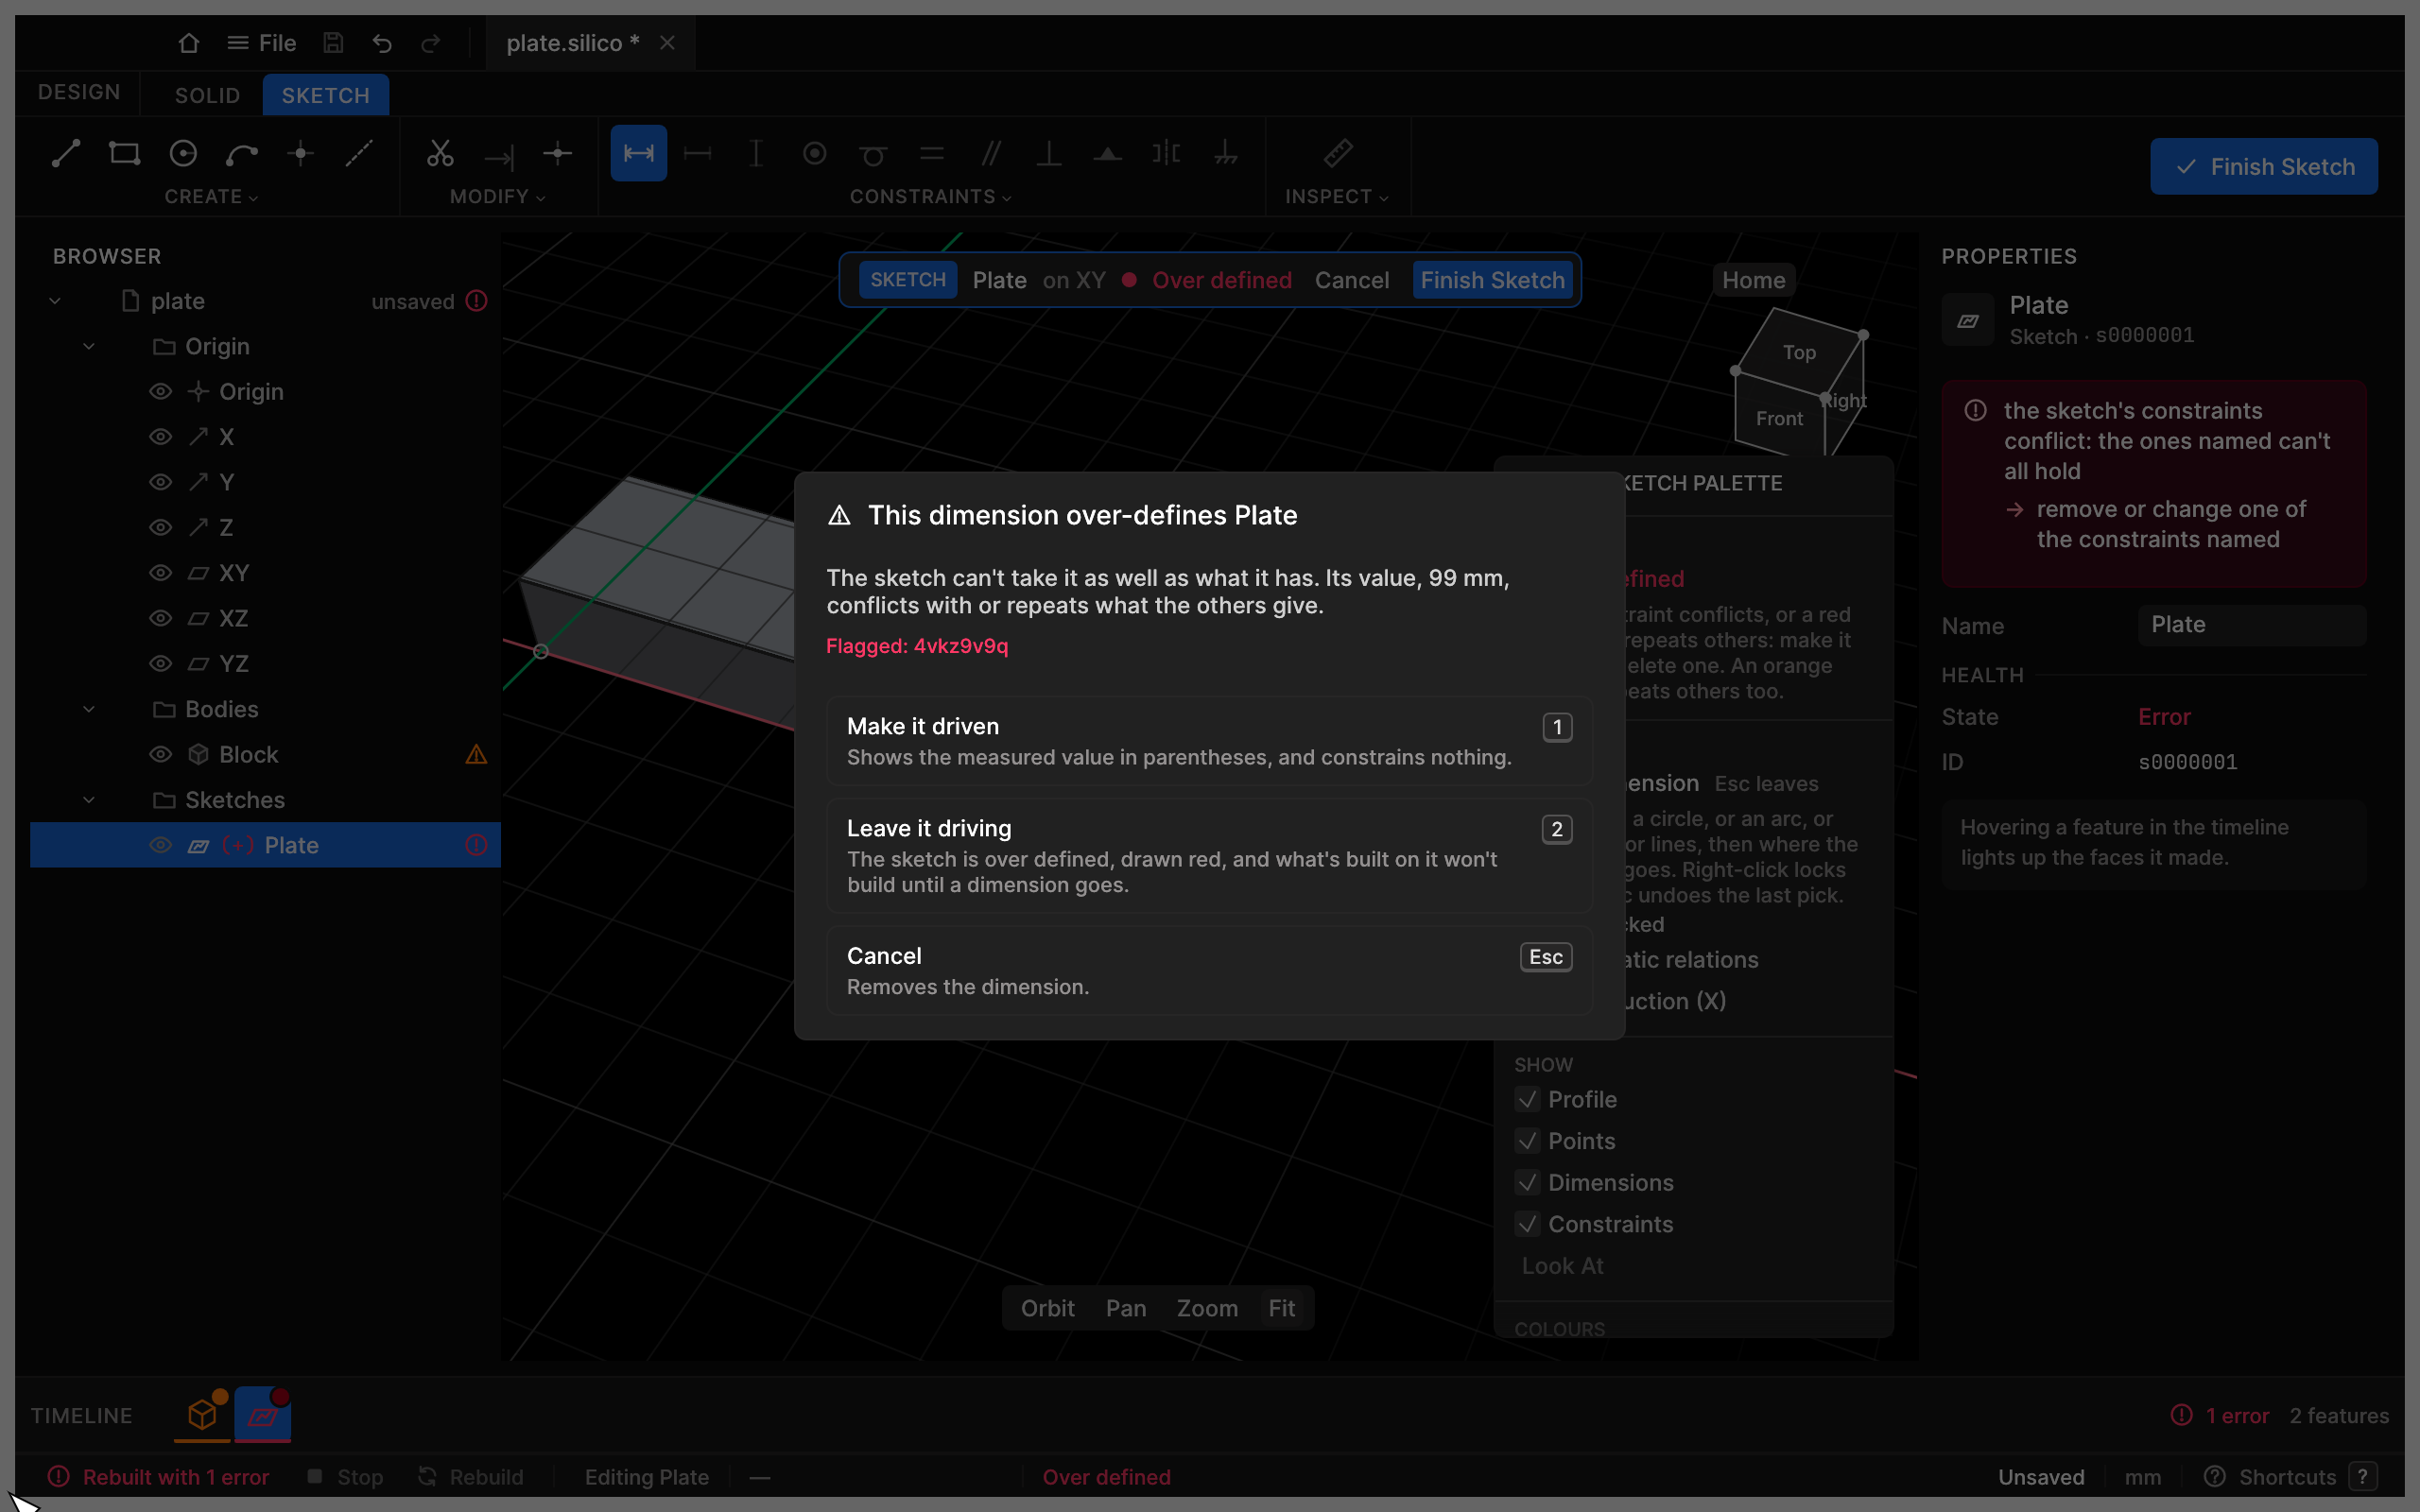 File
plate.silico *
DESIGN
SOLID
SKETCH
CREATE
MODIFY
CONSTRAINTS
INSPECT
Finish Sketch
BROWSER
plate
unsaved
Origin
Origin
X
Y
Z
XY
XZ
YZ
Bodies
Block
Sketches
(+) Plate
SKETCH Plate on XY Over defined Cancel Finish Sketch
Home
Top
Front
Right
This dimension over-defines Plate
The sketch can't take it as well as what it has. Its value, 99 mm,
conflicts with or repeats what the others give.
Flagged: 4vkz9v9q
Make it driven
1
Shows the measured value in parentheses, and constrains nothing.
Leave it driving
2
The sketch is over defined, drawn red, and what's built on it won't
build until a dimension goes.
Cancel
Esc
Removes the dimension.
PALETTE
conflicts, or a red
repeats others: make it
one. An orange
others too.
Esc leaves
a circle, or an arc, or
or lines, then where the
goes. Right-click locks
undoes the last pick.
relations
(X)
SHOW
Profile
Points
Dimensions
Constraints
Look At
COLOURS
Orbit Pan Zoom Fit
PROPERTIES
Plate
Sketch · s0000001
the sketch's constraints
conflict: the ones named can't
all hold
→ remove or change one of
the constraints named
Name
Plate
HEALTH
State
Error
ID
s0000001
Hovering a feature in the timeline
lights up the faces it made.
TIMELINE
1 error
2 features
Rebuilt with 1 error
Stop
Rebuild
Editing Plate
—
Over defined
Unsaved
mm
Shortcuts
?